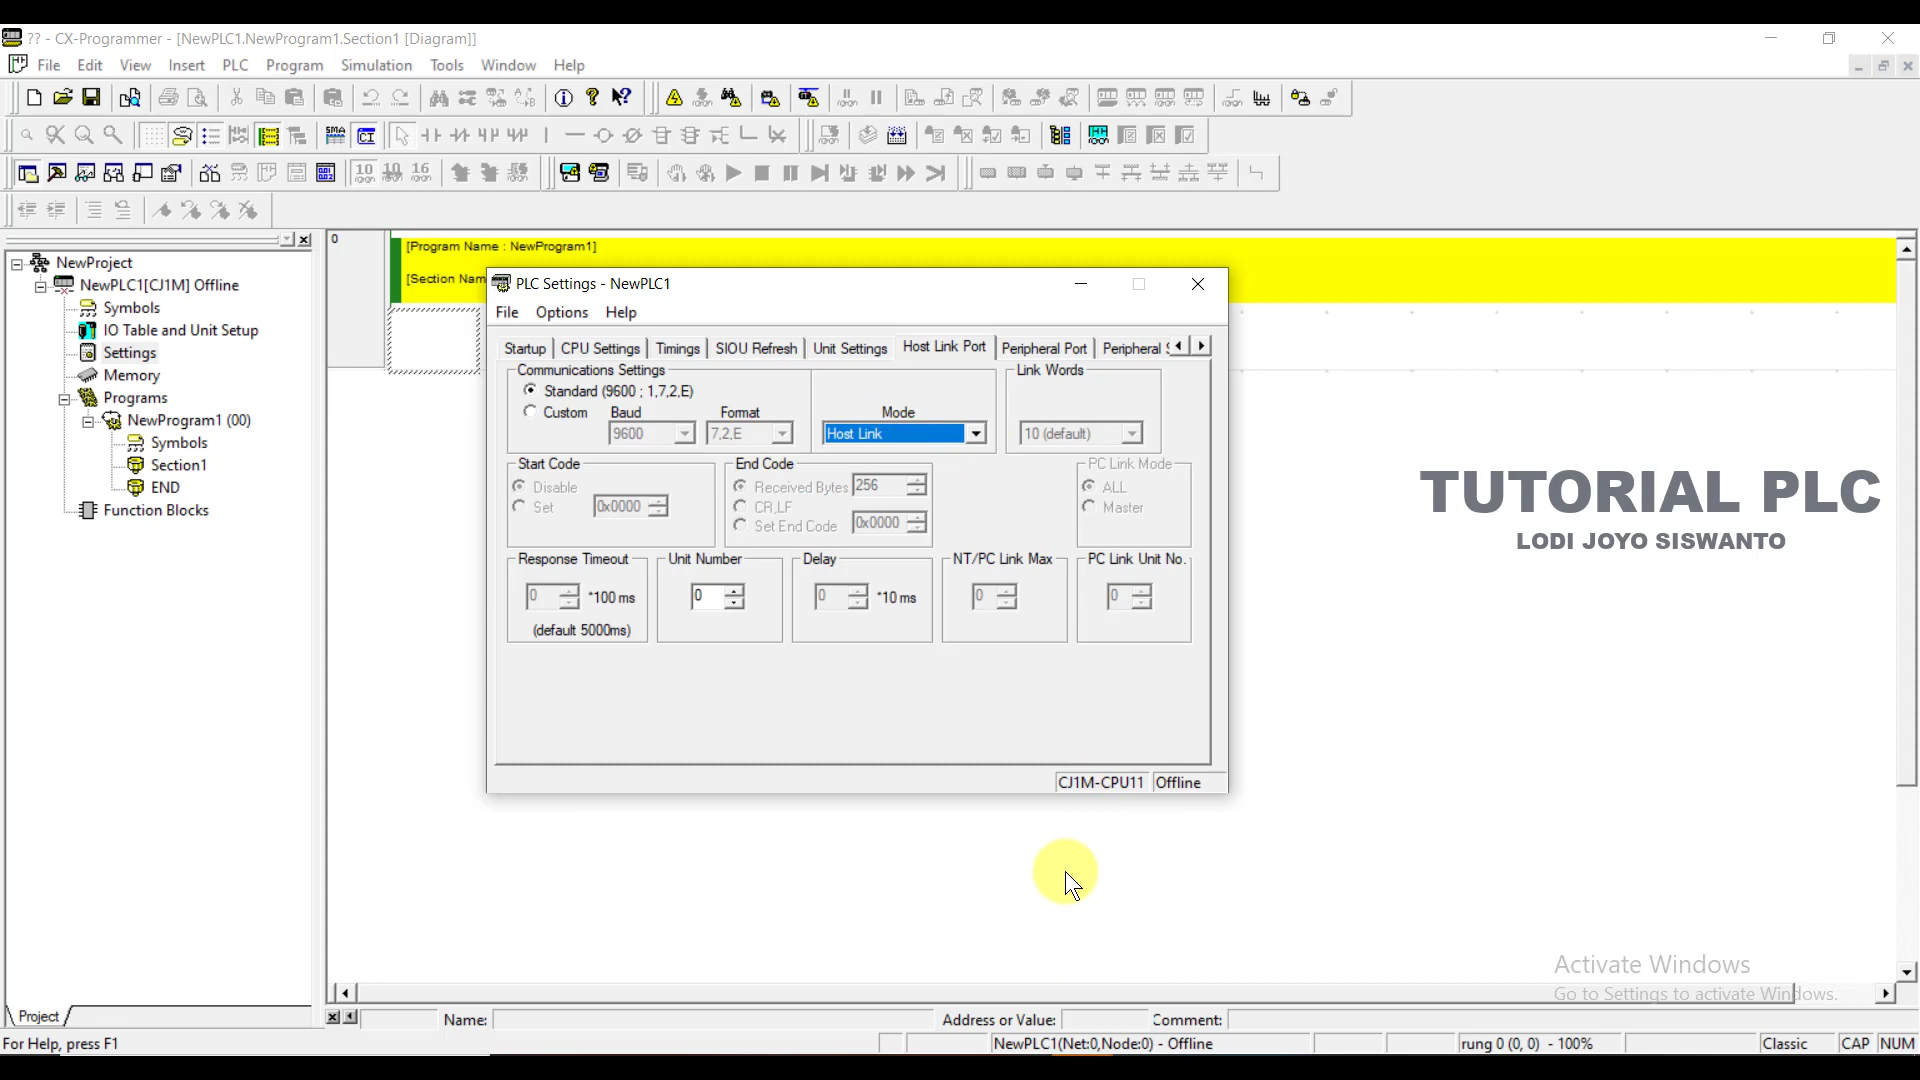 ?? - CX-Programmer - [NewPLC1.NewProgram1.Section1 [Diagram]]
File Edit View Insert PLC Program Simulation Tools Window Help
NewProject
NewPLC1[CJ1M] Offline
Symbols
IO Table and Unit Setup
Settings
Memory
Programs
NewProgram1 (00)
Symbols
Section1
END
Function Blocks
Project
0
[Program Name : NewProgram1]
[Section Nam
PLC Settings - NewPLC1
File Options Help
Startup CPU Settings Timings SIOU Refresh Unit Settings Host Link Port Peripheral Port Peripheral
Communications Settings
Link Words
Standard (9600 ; 1,7,2,E)
Custom Baud Format Mode
9600 7,2,E Host Link 10 (default)
Start Code End Code PC Link Mode
Disable Received Bytes 256 ALL
Set 0x0000 CR,LF Master
Set End Code 0x0000
Response Timeout Unit Number Delay NT/PC Link Max PC Link Unit No.
0 *100 ms 0 0 *10 ms 0 0
(default 5000ms)
CJ1M-CPU11 Offline
TUTORIAL PLC
LODI JOYO SISWANTO
Activate Windows
Go to Settings to activate Windows.
Name: Address or Value: Comment:
For Help, press F1 NewPLC1(Net:0,Node:0) - Offline rung 0 (0, 0) - 100% Classic CAP NUM